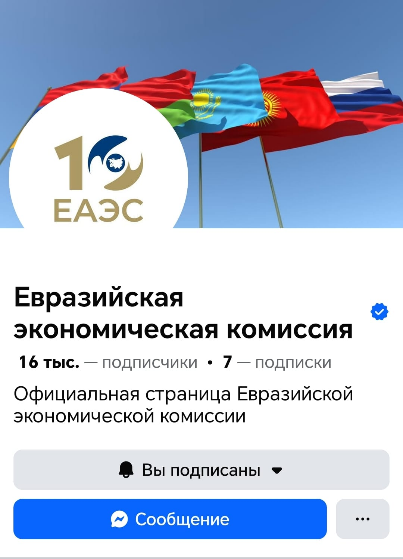 10
ЕАЭС
Евразийская
экономическая комиссия
16 тыс. — подписчики • 7 — подписки
Официальная страница Евразийской
экономической комиссии
Вы подписаны
Сообщение